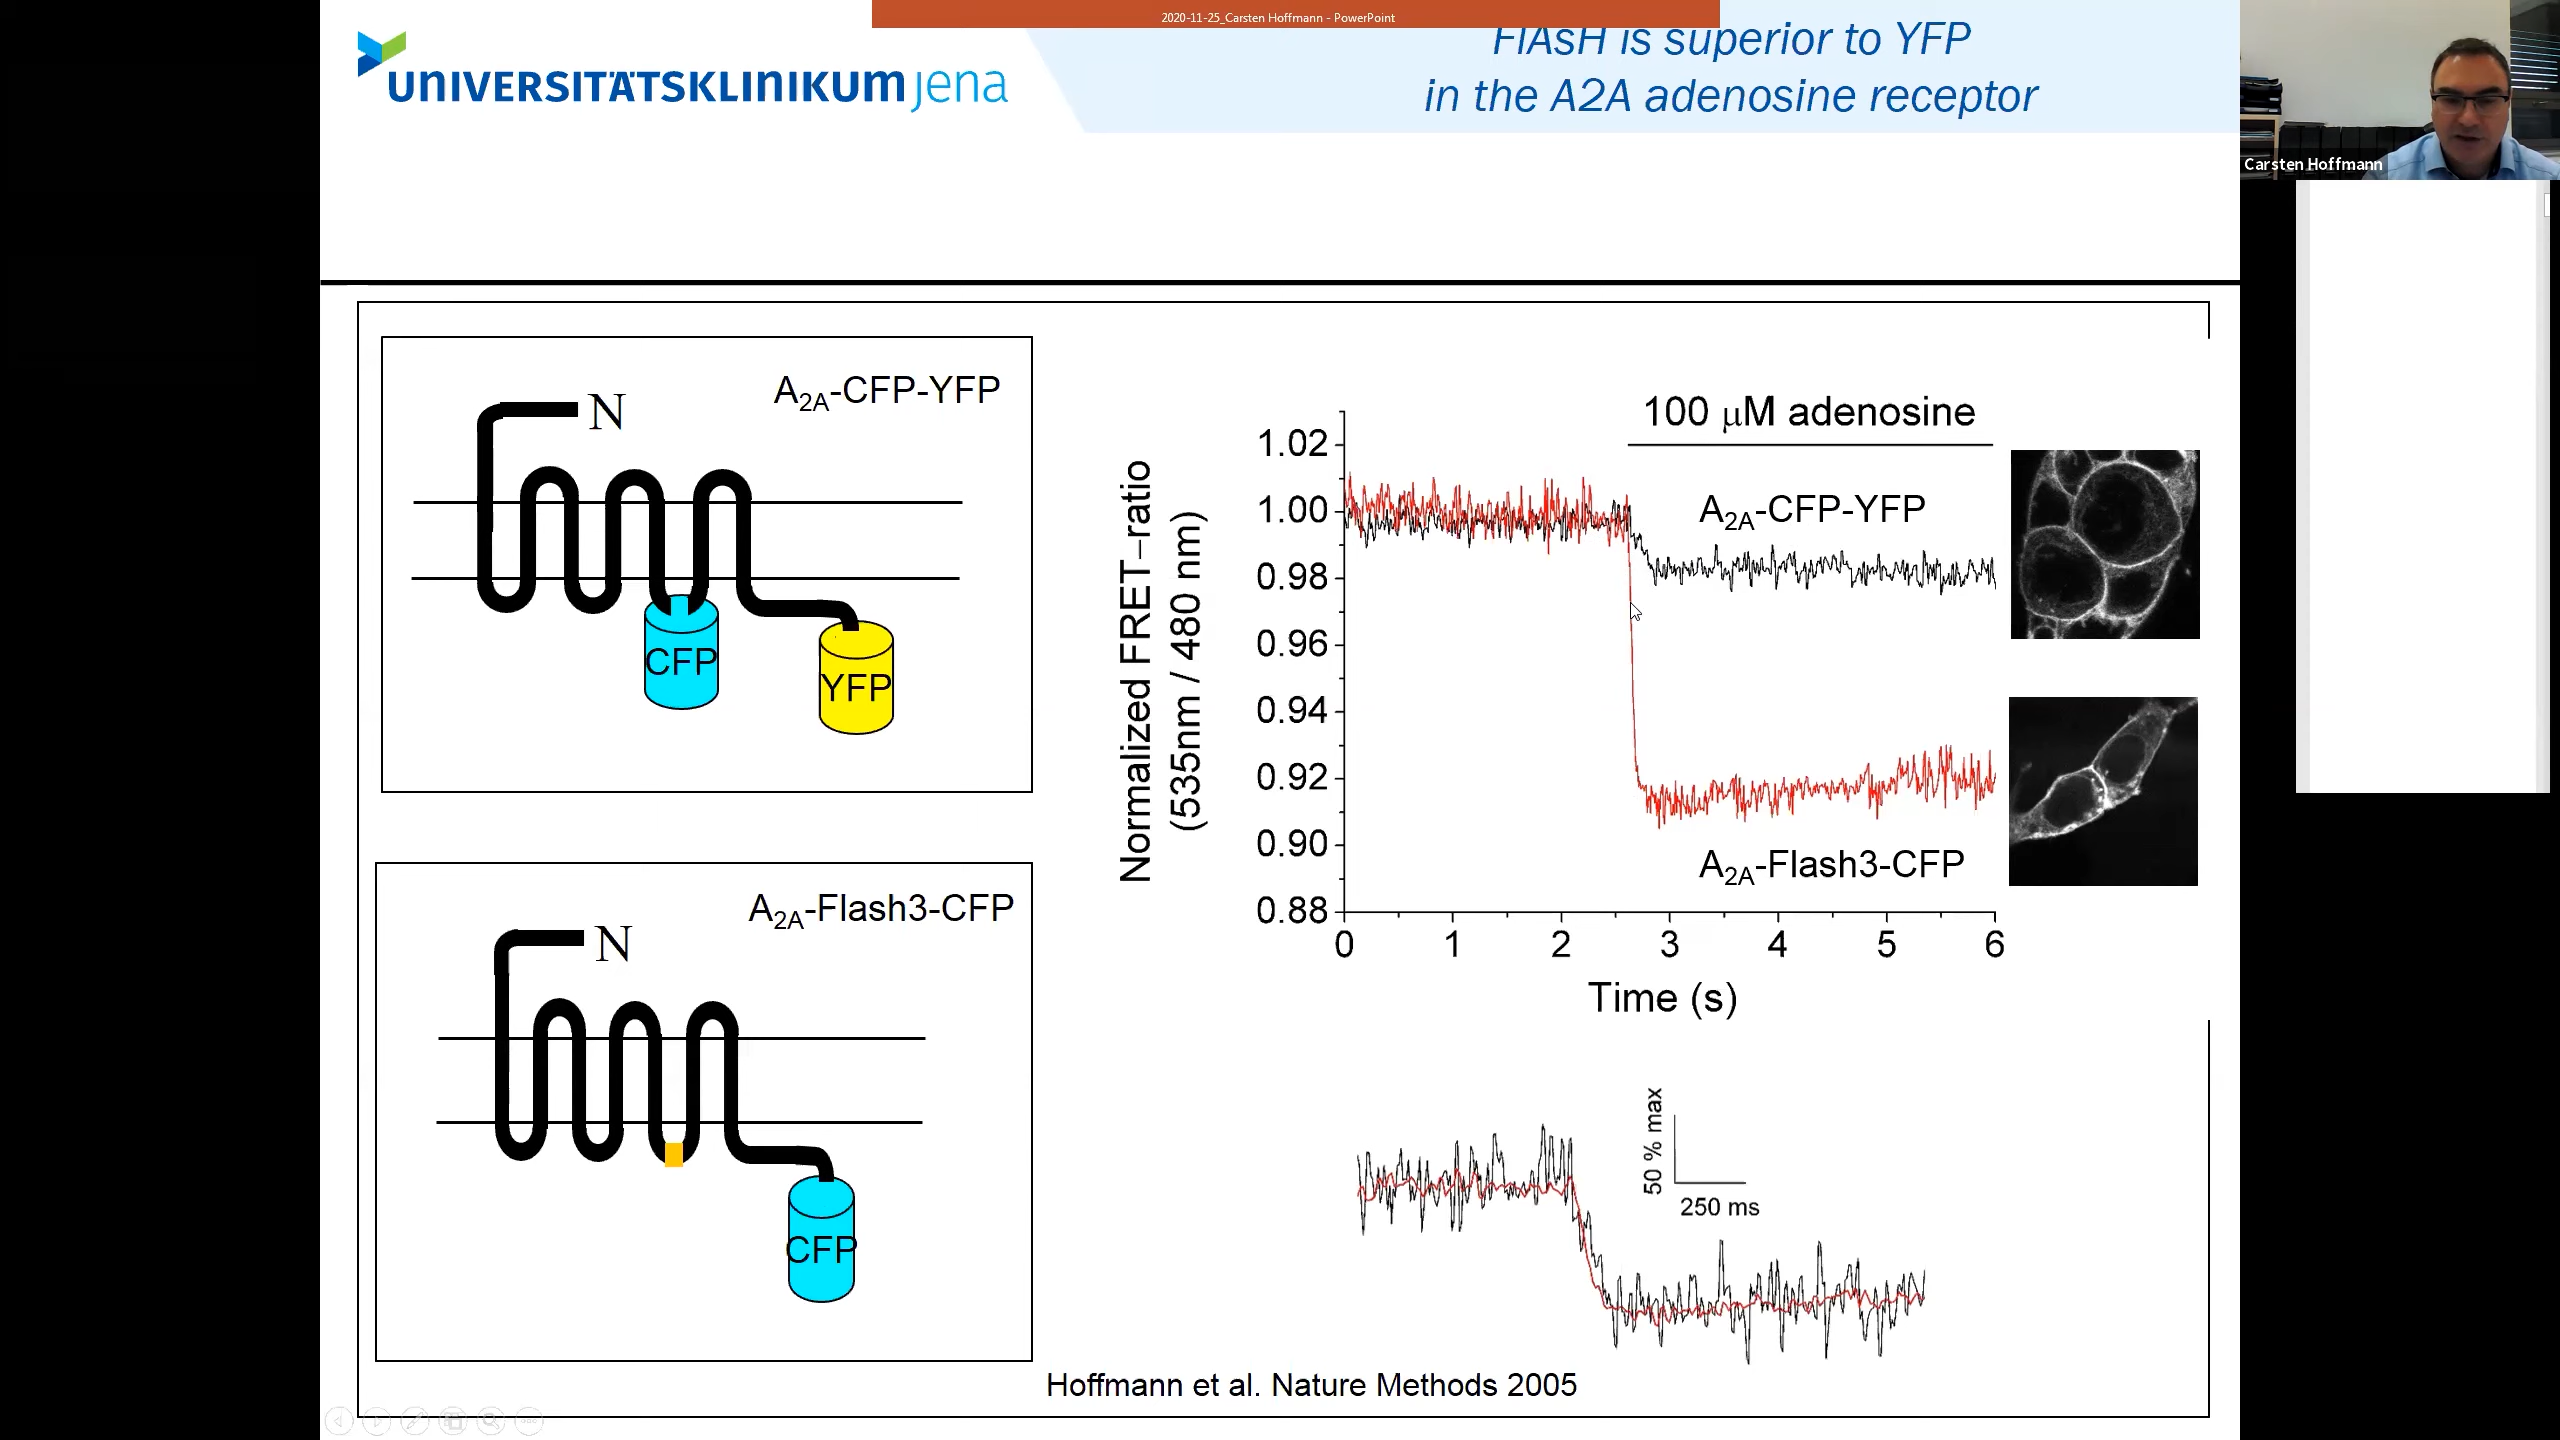 2020-11-25_Carsten Hoffmann - PowerPoint
UNIVERSITÄTSKLINIKUM jena
FlAsH is superior to YFP
in the A2A adenosine receptor
Carsten Hoffmann
A2A-CFP-YFP
N
CFP
YFP
A2A-Flash3-CFP
N
CFP
Normalized FRET-ratio
(535nm / 480 nm)
100 μM adenosine
1.02
1.00
0.98
0.96
0.94
0.92
0.90
0.88
A2A-CFP-YFP
A2A-Flash3-CFP
0 1 2 3 4 5 6
Time (s)
50 % max
250 ms
Hoffmann et al. Nature Methods 2005